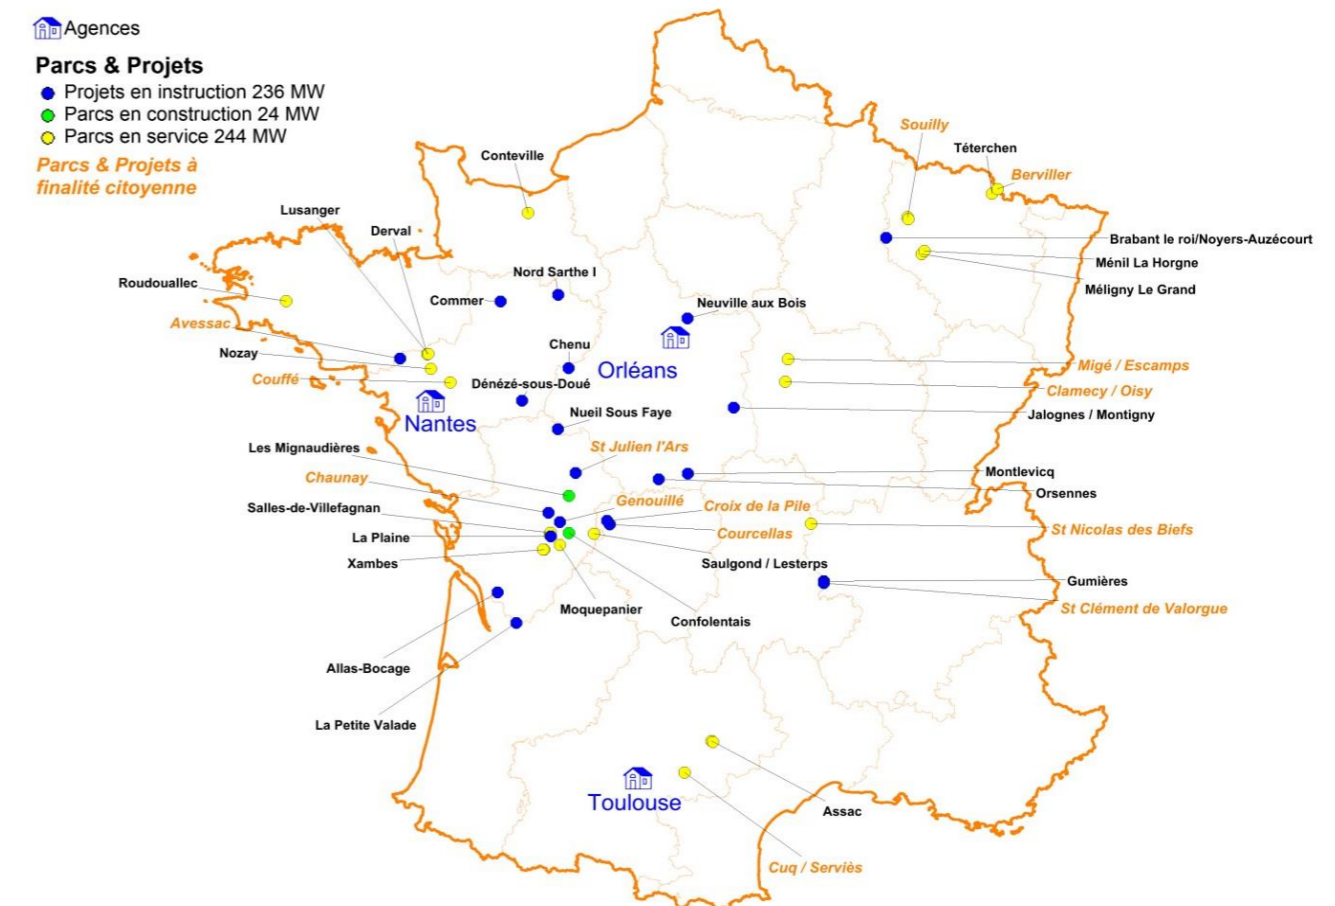 Agences
Parcs & Projets
Projets en instruction 236 MW
Parcs en construction 24 MW
Parcs en service 244 MW
Parcs & Projets à
finalité citoyenne
Souilly
Téterchen
Conteville
Berviller
Lusanger
Derval
Brabant le roi/Noyers-Auzécourt
Ménil La Horgne
Nord Sarthe I
Roudouallec
Méligny Le Grand
Commer
Neuville aux Bois
Avessac
Chenu
Nozay
Migé / Escamps
Orléans
Couffé
Dénézé-sous-Doué
Clamecy / Oisy
Nueil Sous Faye
Jalognes / Montigny
Nantes
Les Mignaudières
St Julien l'Ars
Montlevicq
Chaunay
Orsennes
Genouillé
Croix de la Pile
Salles-de-Villefagnan
St Nicolas des Biefs
Courcellas
La Plaine
Xambes
Saulgond / Lesterps
Gumières
Moquepanier
St Clément de Valorgue
Confolentais
Allas-Bocage
La Petite Valade
Toulouse
Assac
Cuq / Serviès